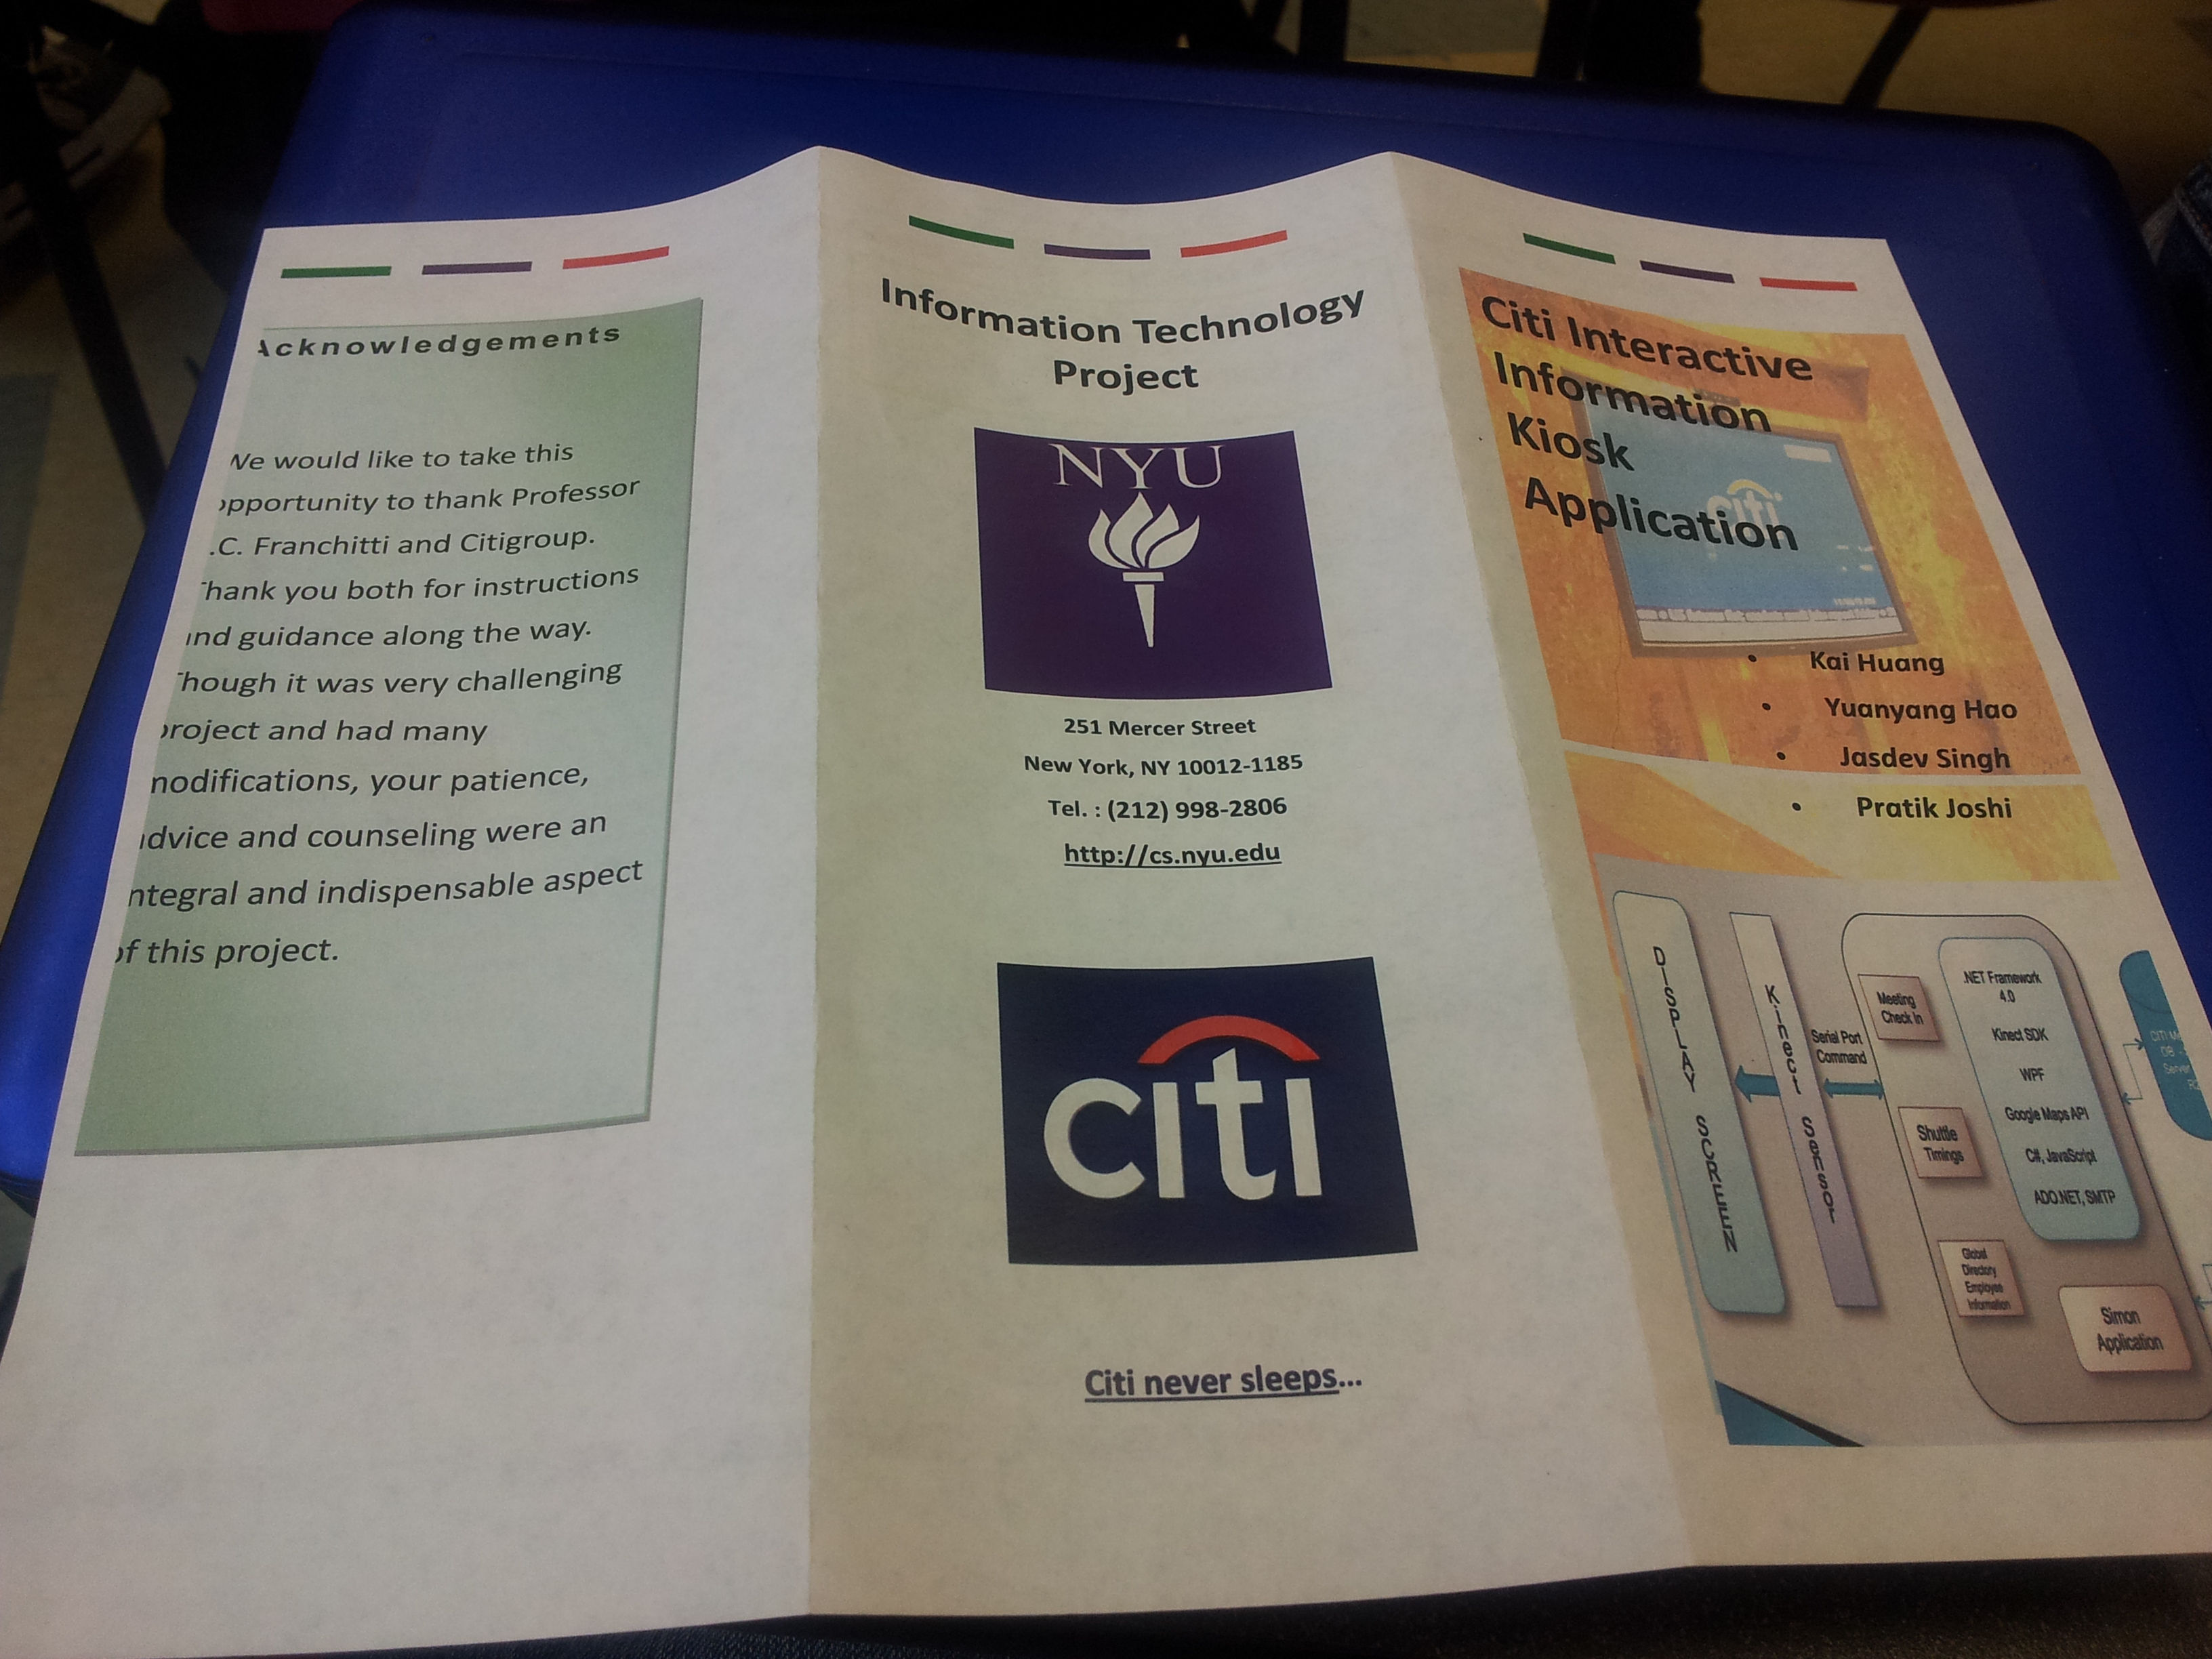 Acknowledgements
We would like to take this
opportunity to thank Professor
.C. Franchitti and Citigroup.
Thank you both for instructions
and guidance along the way.
Though it was very challenging
project and had many
modifications, your patience,
advice and counseling were an
integral and indispensable aspect
of this project.
Information Technology
Project
NYU
251 Mercer Street
New York, NY 10012-1185
Tel. : (212) 998-2806
http://cs.nyu.edu
citi
Citi never sleeps...
Citi Interactive
Information
Kiosk
Application
citi
• Kai Huang
• Yuanyang Hao
• Jasdev Singh
• Pratik Joshi
DISPLAY SCREEN
Kinect Sensor
Serial Port
Command
Meeting
Check In
Shuttle
Timings
Global
Directory
Employee
Information
.NET Framework
4.0
Kinect SDK
WPF
Google Maps API
C#, JavaScript
ADO.NET, SMTP
Simon
Application
CITI
DB -
Server